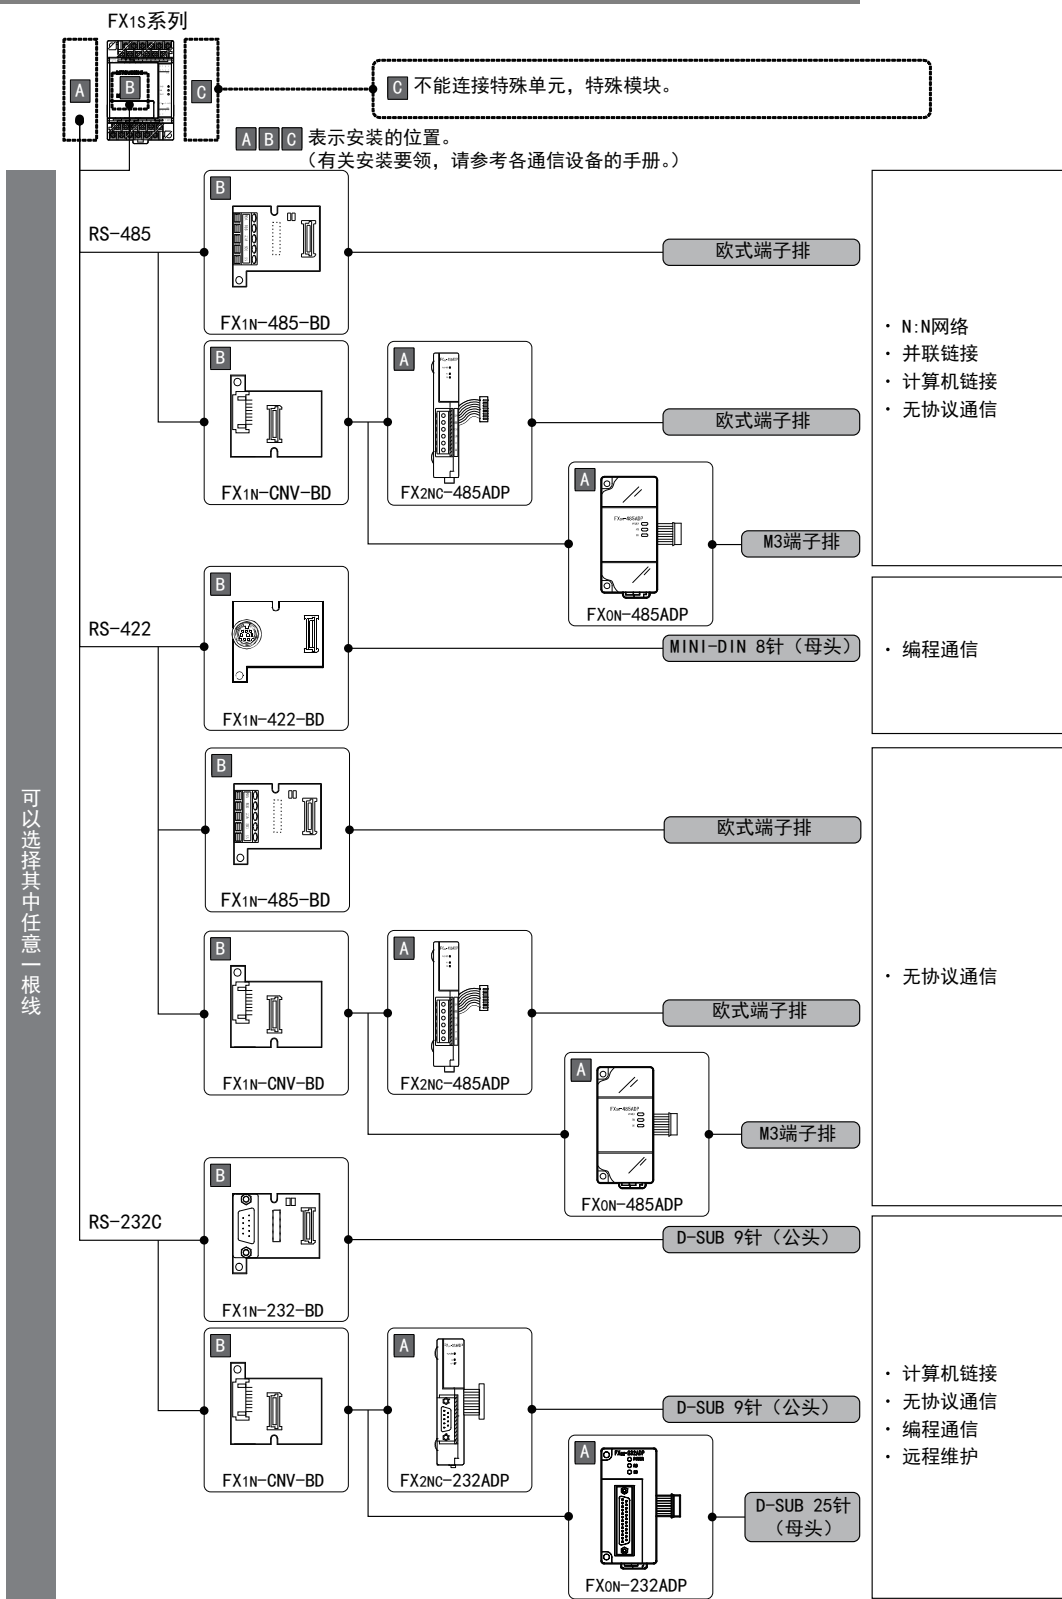 FX1S系列
A
B
C
C 不能连接特殊单元，特殊模块。
A B C 表示安装的位置。
（有关安装要领，请参考各通信设备的手册。）
可以选择其中任意一根线
RS-485
B
FX1N-485-BD
欧式端子排
B
FX1N-CNV-BD
A
FX2NC-485ADP
欧式端子排
A
FX0N-485ADP
FX0N-485ADP
M3端子排
· N:N网络
· 并联链接
· 计算机链接
· 无协议通信
RS-422
B
FX1N-422-BD
MINI-DIN 8针（母头）
· 编程通信
B
FX1N-485-BD
欧式端子排
B
FX1N-CNV-BD
A
FX2NC-485ADP
欧式端子排
A
FX0N-485ADP
FX0N-485ADP
M3端子排
· 无协议通信
RS-232C
B
FX1N-232-BD
D-SUB 9针（公头）
B
FX1N-CNV-BD
A
FX2NC-232ADP
D-SUB 9针（公头）
A
FX0N-232ADP
FX0N-232ADP
D-SUB 25针
（母头）
· 计算机链接
· 无协议通信
· 编程通信
· 远程维护